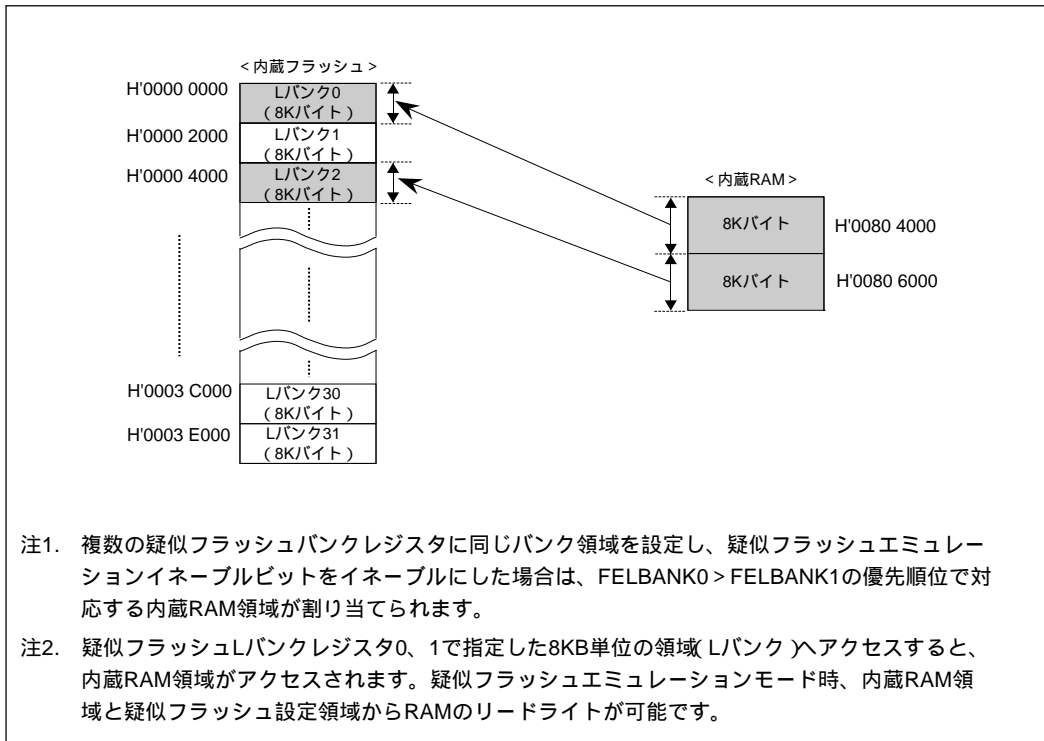 ＜内蔵フラッシュ＞
H'0000 0000
Lバンク0
（8Kバイト）
H'0000 2000
Lバンク1
（8Kバイト）
H'0000 4000
Lバンク2
（8Kバイト）
＜内蔵RAM＞
8Kバイト
H'0080 4000
8Kバイト
H'0080 6000
H'0003 C000
Lバンク30
（8Kバイト）
H'0003 E000
Lバンク31
（8Kバイト）
注1. 複数の疑似フラッシュバンクレジスタに同じバンク領域を設定し、疑似フラッシュエミュレー
ションイネーブルビットをイネーブルにした場合は、FELBANK0＞FELBANK1の優先順位で対
応する内蔵RAM領域が割り当てられます。
注2. 疑似フラッシュLバンクレジスタ0、1で指定した8KB単位の領域（Lバンク）へアクセスすると、
内蔵RAM領域がアクセスされます。疑似フラッシュエミュレーションモード時、内蔵RAM領
域と疑似フラッシュ設定領域からRAMのリードライトが可能です。